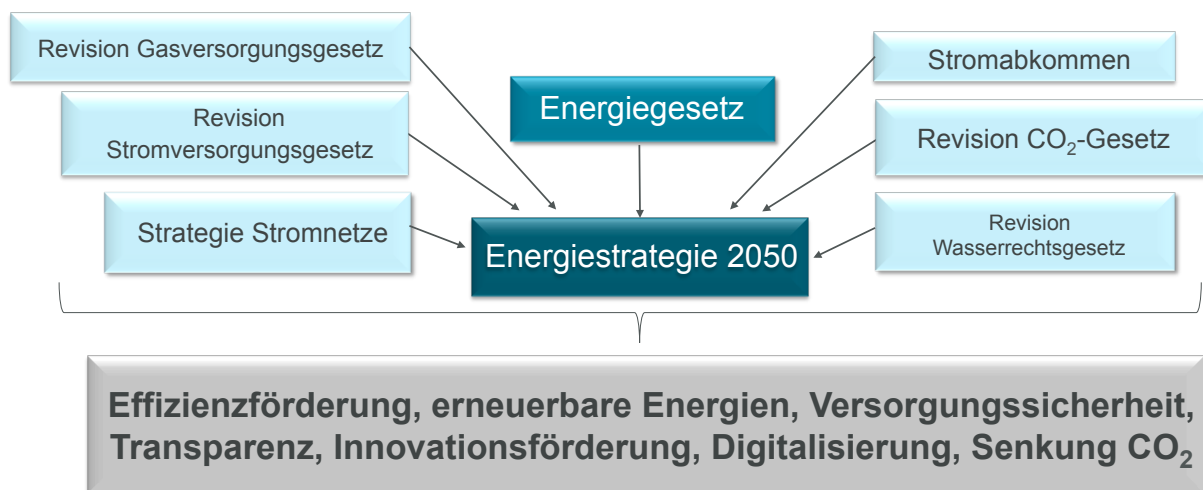 Revision Gasversorgungsgesetz
Revision
Stromversorgungsgesetz
Strategie Stromnetze
Energiegesetz
Energiestrategie 2050
Stromabkommen
Revision CO₂-Gesetz
Revision
Wasserrechtsgesetz
Effizienzförderung, erneuerbare Energien, Versorgungssicherheit,
Transparenz, Innovationsförderung, Digitalisierung, Senkung CO₂